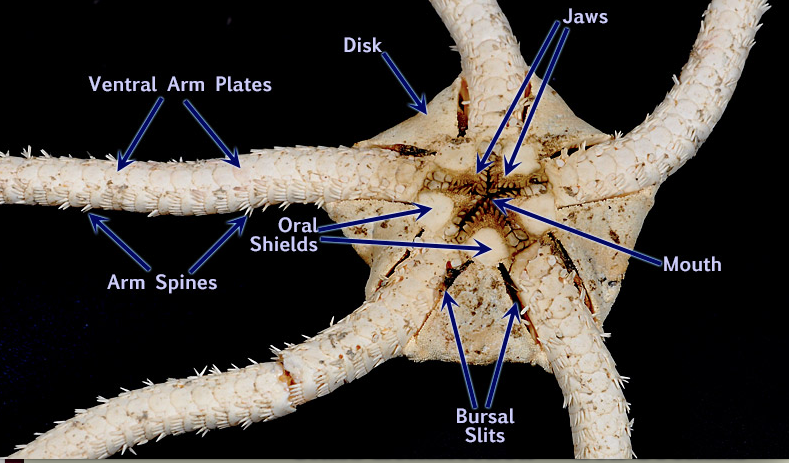 Jaws
Disk
Ventral Arm Plates
Oral
Shields
Mouth
Arm Spines
Bursal
Slits